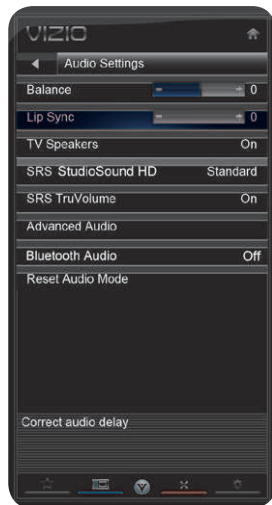 VIZIO
Audio Settings
Balance - + 0
Lip Sync - + 0
TV Speakers On
SRS StudioSound HD Standard
SRS TruVolume On
Advanced Audio
Bluetooth Audio Off
Reset Audio Mode
Correct audio delay
V